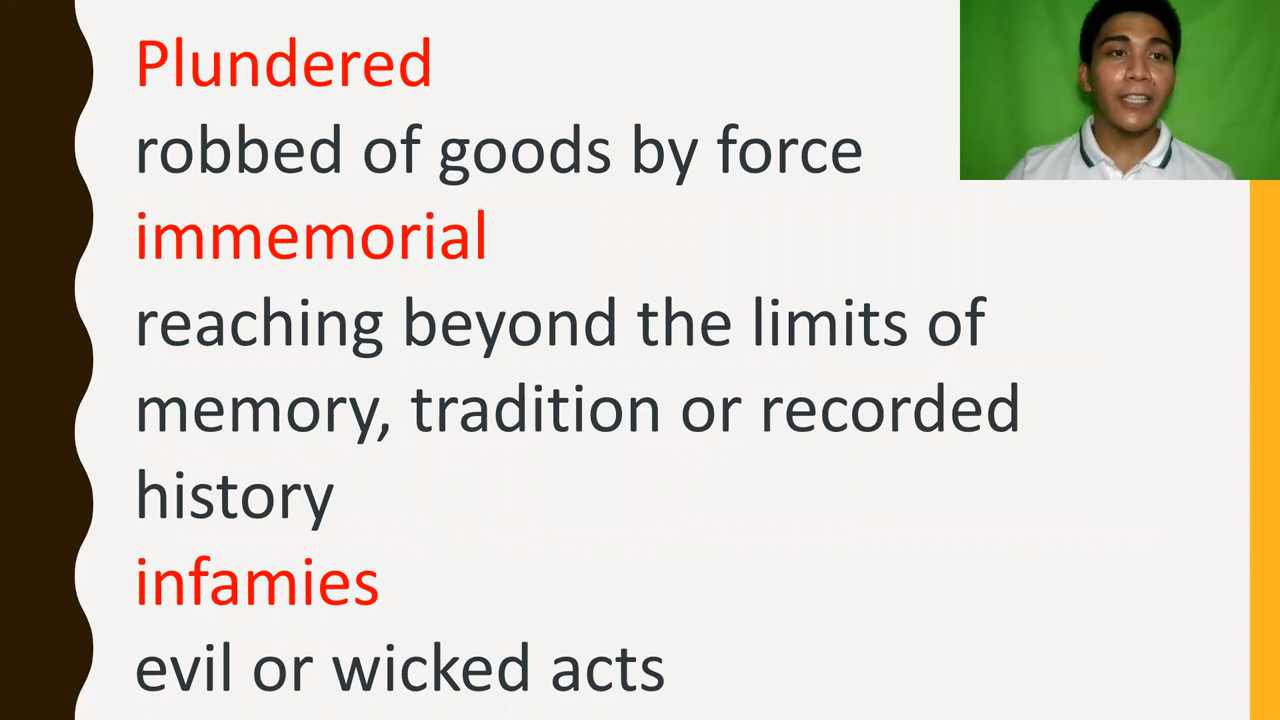 Plundered
robbed of goods by force
immemorial
reaching beyond the limits of
memory, tradition or recorded
history
infamies
evil or wicked acts